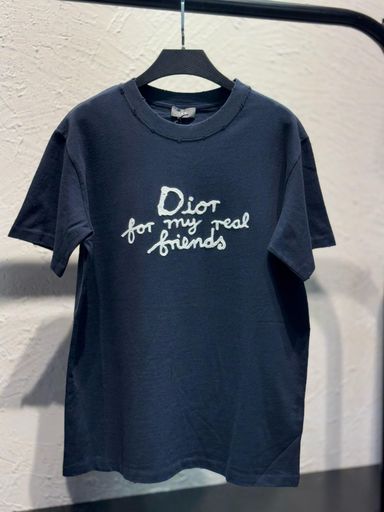 Dior
for my real
friends